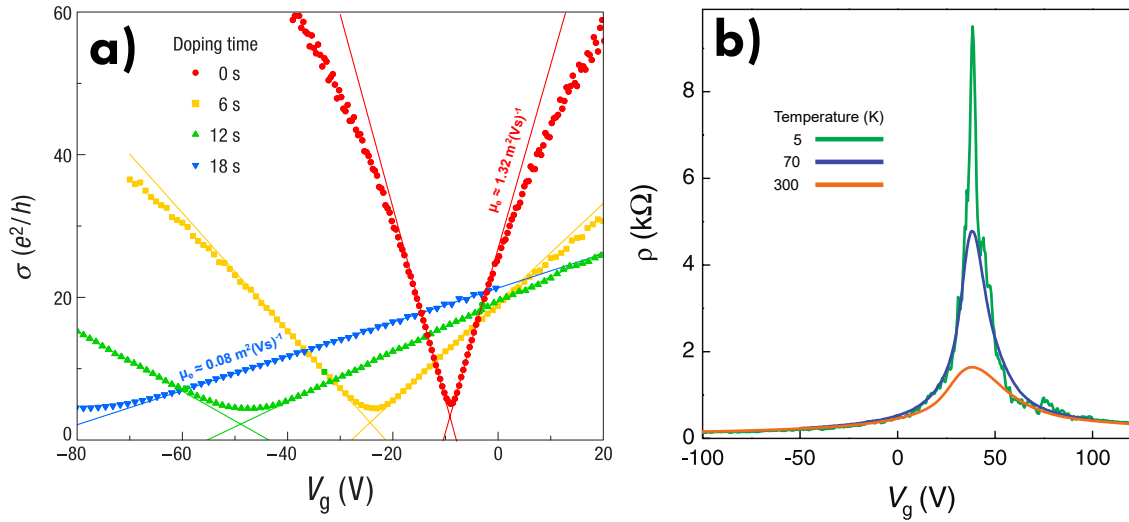 a)
Doping time
0 s
6 s
12 s
18 s
μe ≈ 1.32 m²(Vs)⁻¹
μe ≈ 0.08 m²(Vs)⁻¹
σ (e²/h)
60
40
20
0
−80
−60
−40
−20
0
20
Vg (V)
b)
Temperature (K)
5
70
300
ρ (kΩ)
8
6
4
2
0
-100
-50
0
50
100
Vg (V)